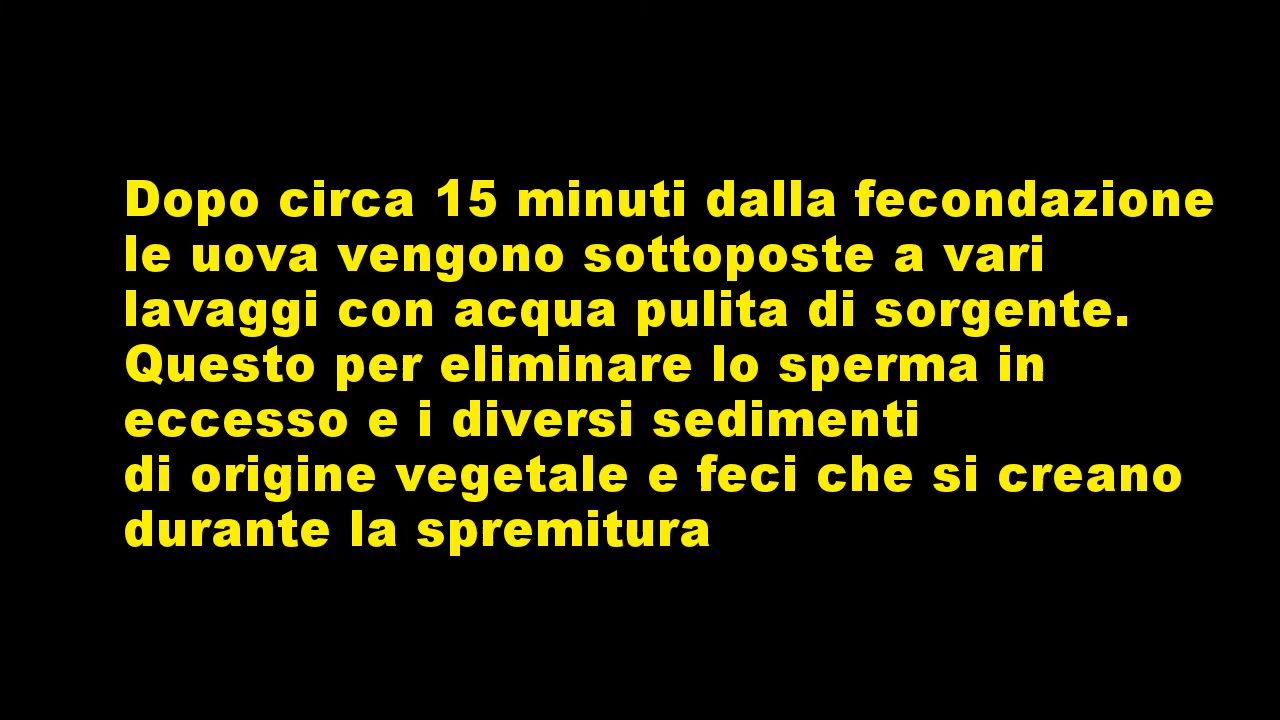 Dopo circa 15 minuti dalla fecondazione
le uova vengono sottoposte a vari
lavaggi con acqua pulita di sorgente.
Questo per eliminare lo sperma in
eccesso e i diversi sedimenti
di origine vegetale e feci che si creano
durante la spremitura